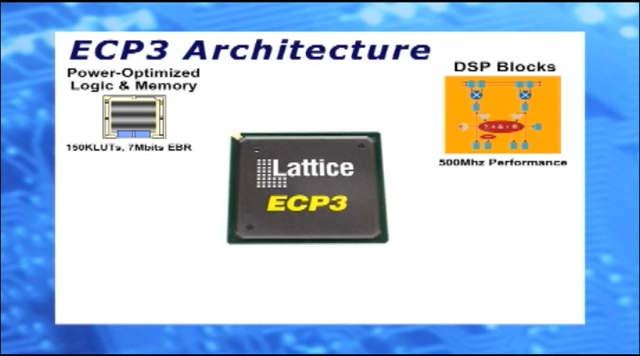 ECP3 Architecture
Power-Optimized
Logic & Memory
150KLUTs, 7Mbits EBR
DSP Blocks
500Mhz Performance
Lattice
ECP3